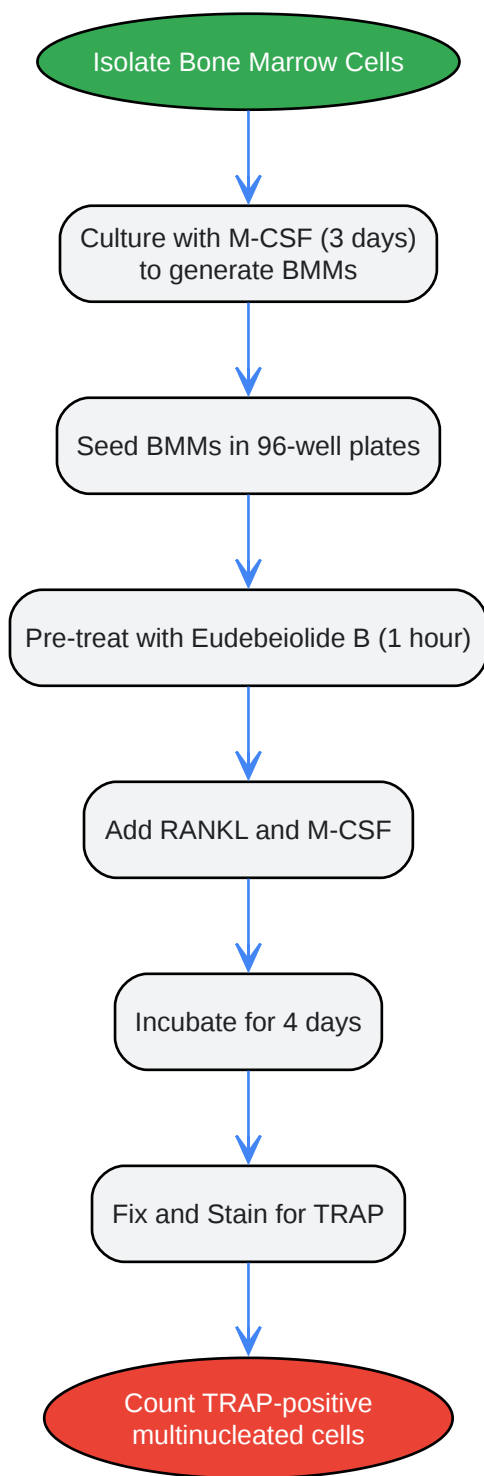 Isolate Bone Marrow Cells
Culture with M-CSF (3 days)
to generate BMMs
Seed BMMs in 96-well plates
Pre-treat with Eudebeiolide B (1 hour)
Add RANKL and M-CSF
Incubate for 4 days
Fix and Stain for TRAP
Count TRAP-positive
multinucleated cells